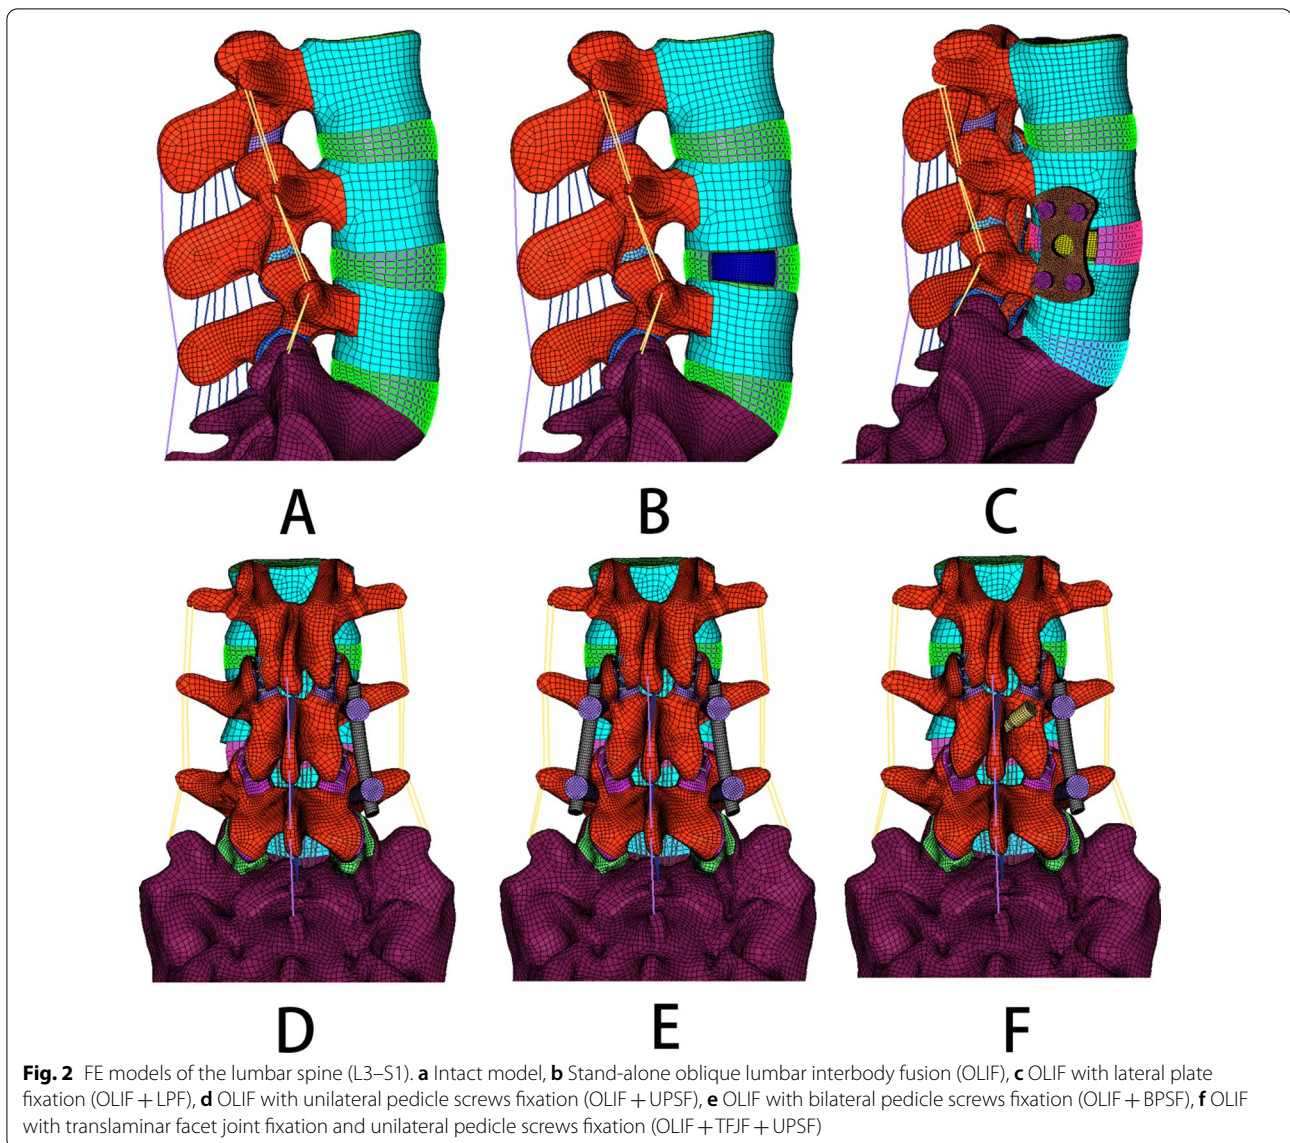 A B C
D E F
Fig. 2 FE models of the lumbar spine (L3–S1). a Intact model, b Stand-alone oblique lumbar interbody fusion (OLIF), c OLIF with lateral plate
fixation (OLIF + LPF), d OLIF with unilateral pedicle screws fixation (OLIF + UPSF), e OLIF with bilateral pedicle screws fixation (OLIF + BPSF), f OLIF
with translaminar facet joint fixation and unilateral pedicle screws fixation (OLIF + TFJF + UPSF)